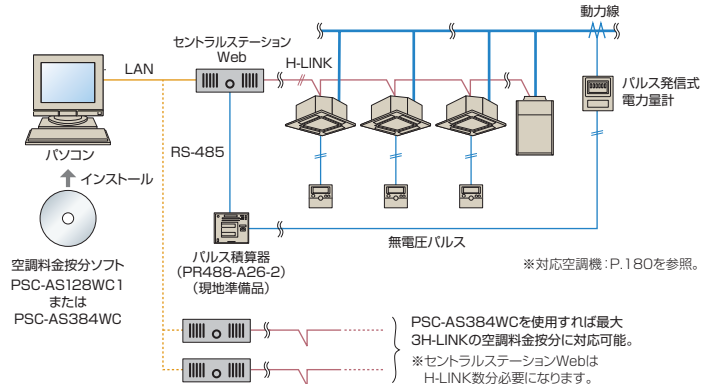 動力線
セントラルステーション
Web
LAN
H-LINK
パルス発信式
電力量計
パソコン
RS-485
インストール
無電圧パルス
パルス積算器
(PR488-A26-2)
(現地準備品)
※対応空調機:P.180を参照。
空調料金按分ソフト
PSC-AS128WC1
または
PSC-AS384WC
PSC-AS384WCを使用すれば最大
3H-LINKの空調料金按分に対応可能。
※セントラルステーションWebは
H-LINK数分必要になります。